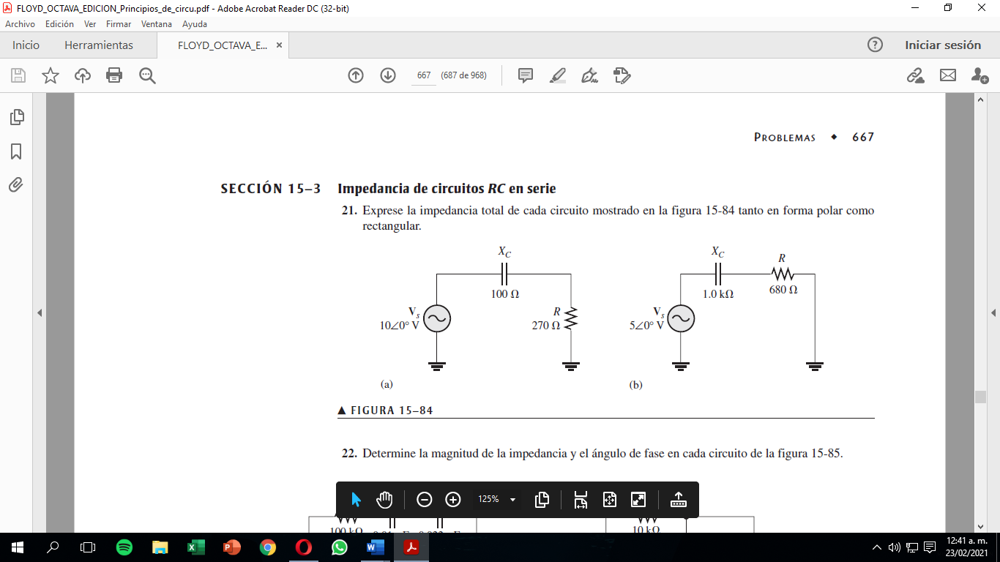 FLOYD_OCTAVA_EDICION_Principios_de_circu.pdf - Adobe Acrobat Reader DC (32-bit)
Archivo Edición Ver Firmar Ventana Ayuda
Inicio Herramientas FLOYD_OCTAVA_E... × Iniciar sesión
667 (687 de 968)
PROBLEMAS ◆ 667
SECCIÓN 15–3 Impedancia de circuitos RC en serie
21. Exprese la impedancia total de cada circuito mostrado en la figura 15-84 tanto en forma polar como
rectangular.
X_C
100 Ω
V_s
10∠0° V
R
270 Ω
(a)
X_C
1.0 kΩ
R
680 Ω
V_s
5∠0° V
(b)
▲ FIGURA 15–84
22. Determine la magnitud de la impedancia y el ángulo de fase en cada circuito de la figura 15-85.
125%
100 kΩ
10 kΩ
12:41 a. m.
23/02/2021